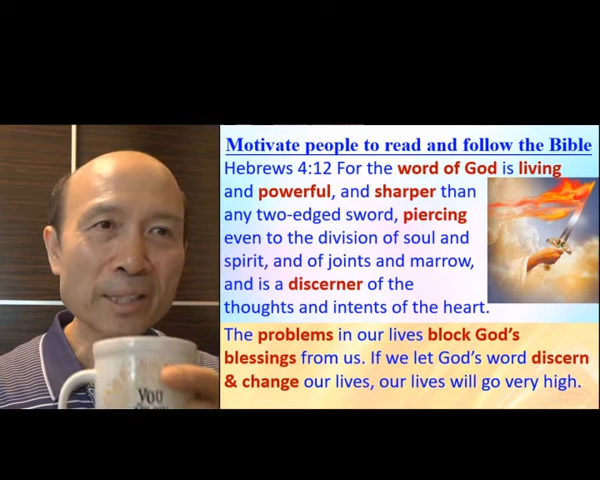 Motivate people to read and follow the Bible
Hebrews 4:12 For the word of God is living
and powerful, and sharper than
any two-edged sword, piercing
even to the division of soul and
spirit, and of joints and marrow,
and is a discerner of the
thoughts and intents of the heart.
The problems in our lives block God's
blessings from us. If we let God's word discern
& change our lives, our lives will go very high.
YOU